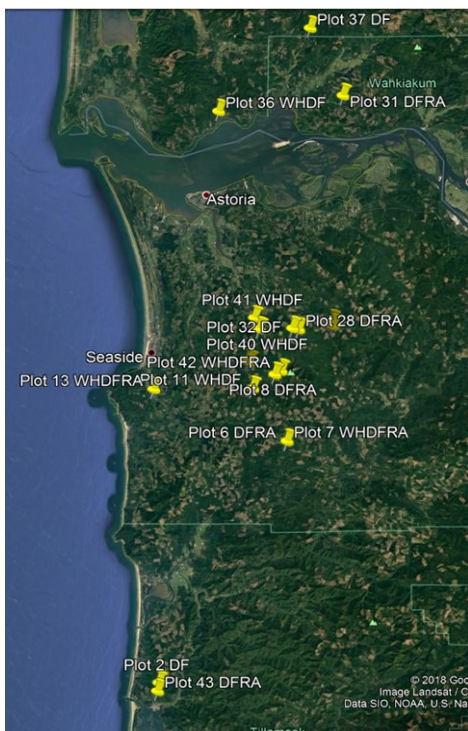 Plot 37 DF
Wahkiakum
Plot 31 DFRA
Plot 36 WHDF
Astoria
Plot 41 WHDF
Plot 32 DF
Plot 28 DFRA
Plot 40 WHDF
Seaside
Plot 42 WHDFRA
Plot 13 WHDFRA
Plot 11 WHDF
Plot 8 DFRA
Plot 6 DFRA
Plot 7 WHDFRA
Plot 2 DF
Plot 43 DFRA
© 2018 Goo
Image Landsat / C
Data SIO, NOAA, U.S. Na